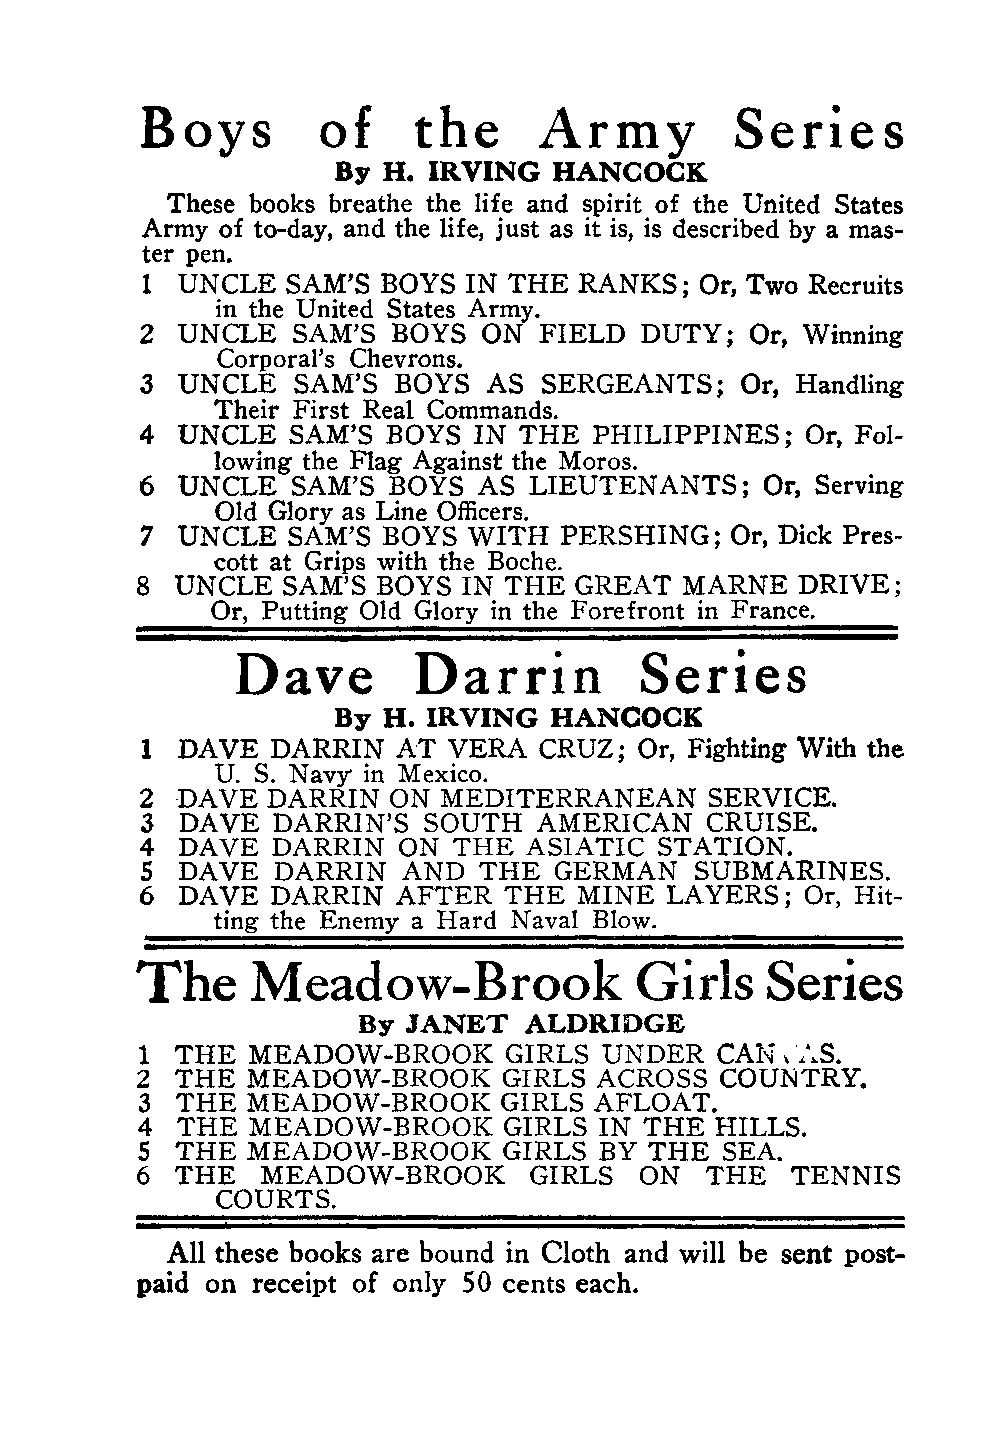 Boys of the Army Series
By H. IRVING HANCOCK
These books breathe the life and spirit of the United States
Army of to-day, and the life, just as it is, is described by a mas-
ter pen.
1 UNCLE SAM'S BOYS IN THE RANKS; Or, Two Recruits
in the United States Army.
2 UNCLE SAM'S BOYS ON FIELD DUTY; Or, Winning
Corporal's Chevrons.
3 UNCLE SAM'S BOYS AS SERGEANTS; Or, Handling
Their First Real Commands.
4 UNCLE SAM'S BOYS IN THE PHILIPPINES; Or, Fol-
lowing the Flag Against the Moros.
6 UNCLE SAM'S BOYS AS LIEUTENANTS; Or, Serving
Old Glory as Line Officers.
7 UNCLE SAM'S BOYS WITH PERSHING; Or, Dick Pres-
cott at Grips with the Boche.
8 UNCLE SAM'S BOYS IN THE GREAT MARNE DRIVE;
Or, Putting Old Glory in the Forefront in France.
Dave Darrin Series
By H. IRVING HANCOCK
1 DAVE DARRIN AT VERA CRUZ; Or, Fighting With the
U. S. Navy in Mexico.
2 DAVE DARRIN ON MEDITERRANEAN SERVICE.
3 DAVE DARRIN'S SOUTH AMERICAN CRUISE.
4 DAVE DARRIN ON THE ASIATIC STATION.
5 DAVE DARRIN AND THE GERMAN SUBMARINES.
6 DAVE DARRIN AFTER THE MINE LAYERS; Or, Hit-
ting the Enemy a Hard Naval Blow.
The Meadow-Brook Girls Series
By JANET ALDRIDGE
1 THE MEADOW-BROOK GIRLS UNDER
2 THE MEADOW-BROOK GIRLS ACROSS COUNTRY.
3 THE MEADOW-BROOK GIRLS AFLOAT.
4 THE MEADOW-BROOK GIRLS IN THE HILLS.
5 THE MEADOW-BROOK GIRLS BY THE SEA.
6 THE MEADOW-BROOK GIRLS ON THE TENNIS
COURTS.
All these books are bound in Cloth and will be sent post-
paid on receipt of only 50 cents each.